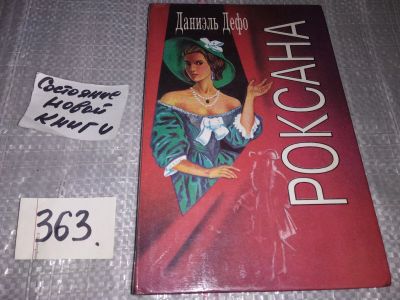 Даниэль Дефо
РОКСАНА
Состояние
новой
книги
363.